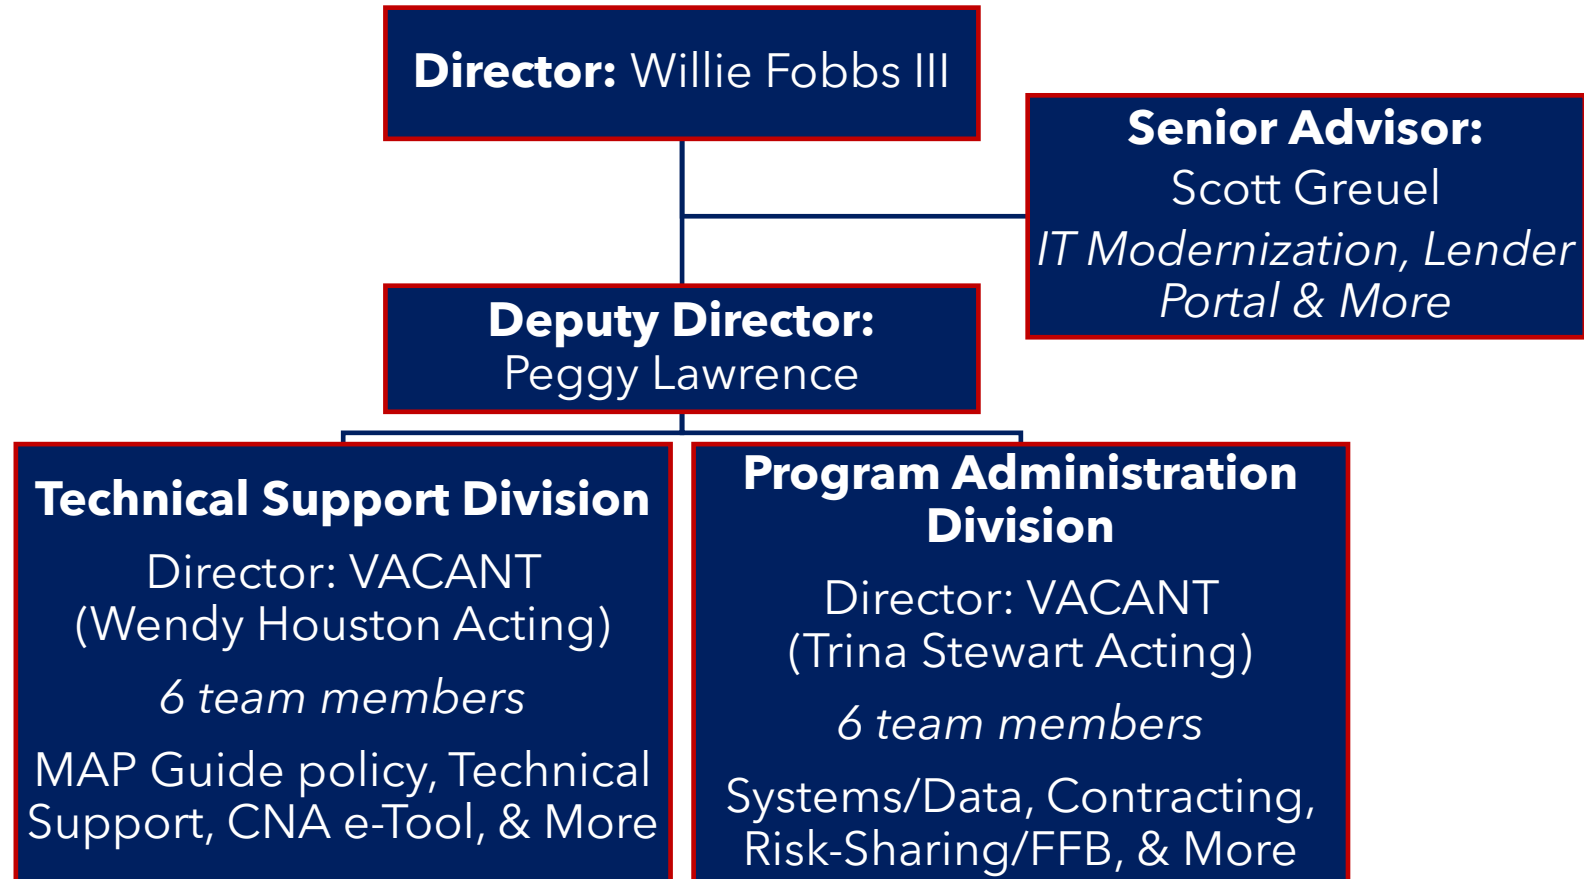 Director: Willie Fobbs III
Senior Advisor:
Scott Greuel
IT Modernization, Lender
Portal & More
Deputy Director:
Peggy Lawrence
Technical Support Division
Director: VACANT
(Wendy Houston Acting)
6 team members
MAP Guide policy, Technical
Support, CNA e-Tool, & More
Program Administration
Division
Director: VACANT
(Trina Stewart Acting)
6 team members
Systems/Data, Contracting,
Risk-Sharing/FFB, & More